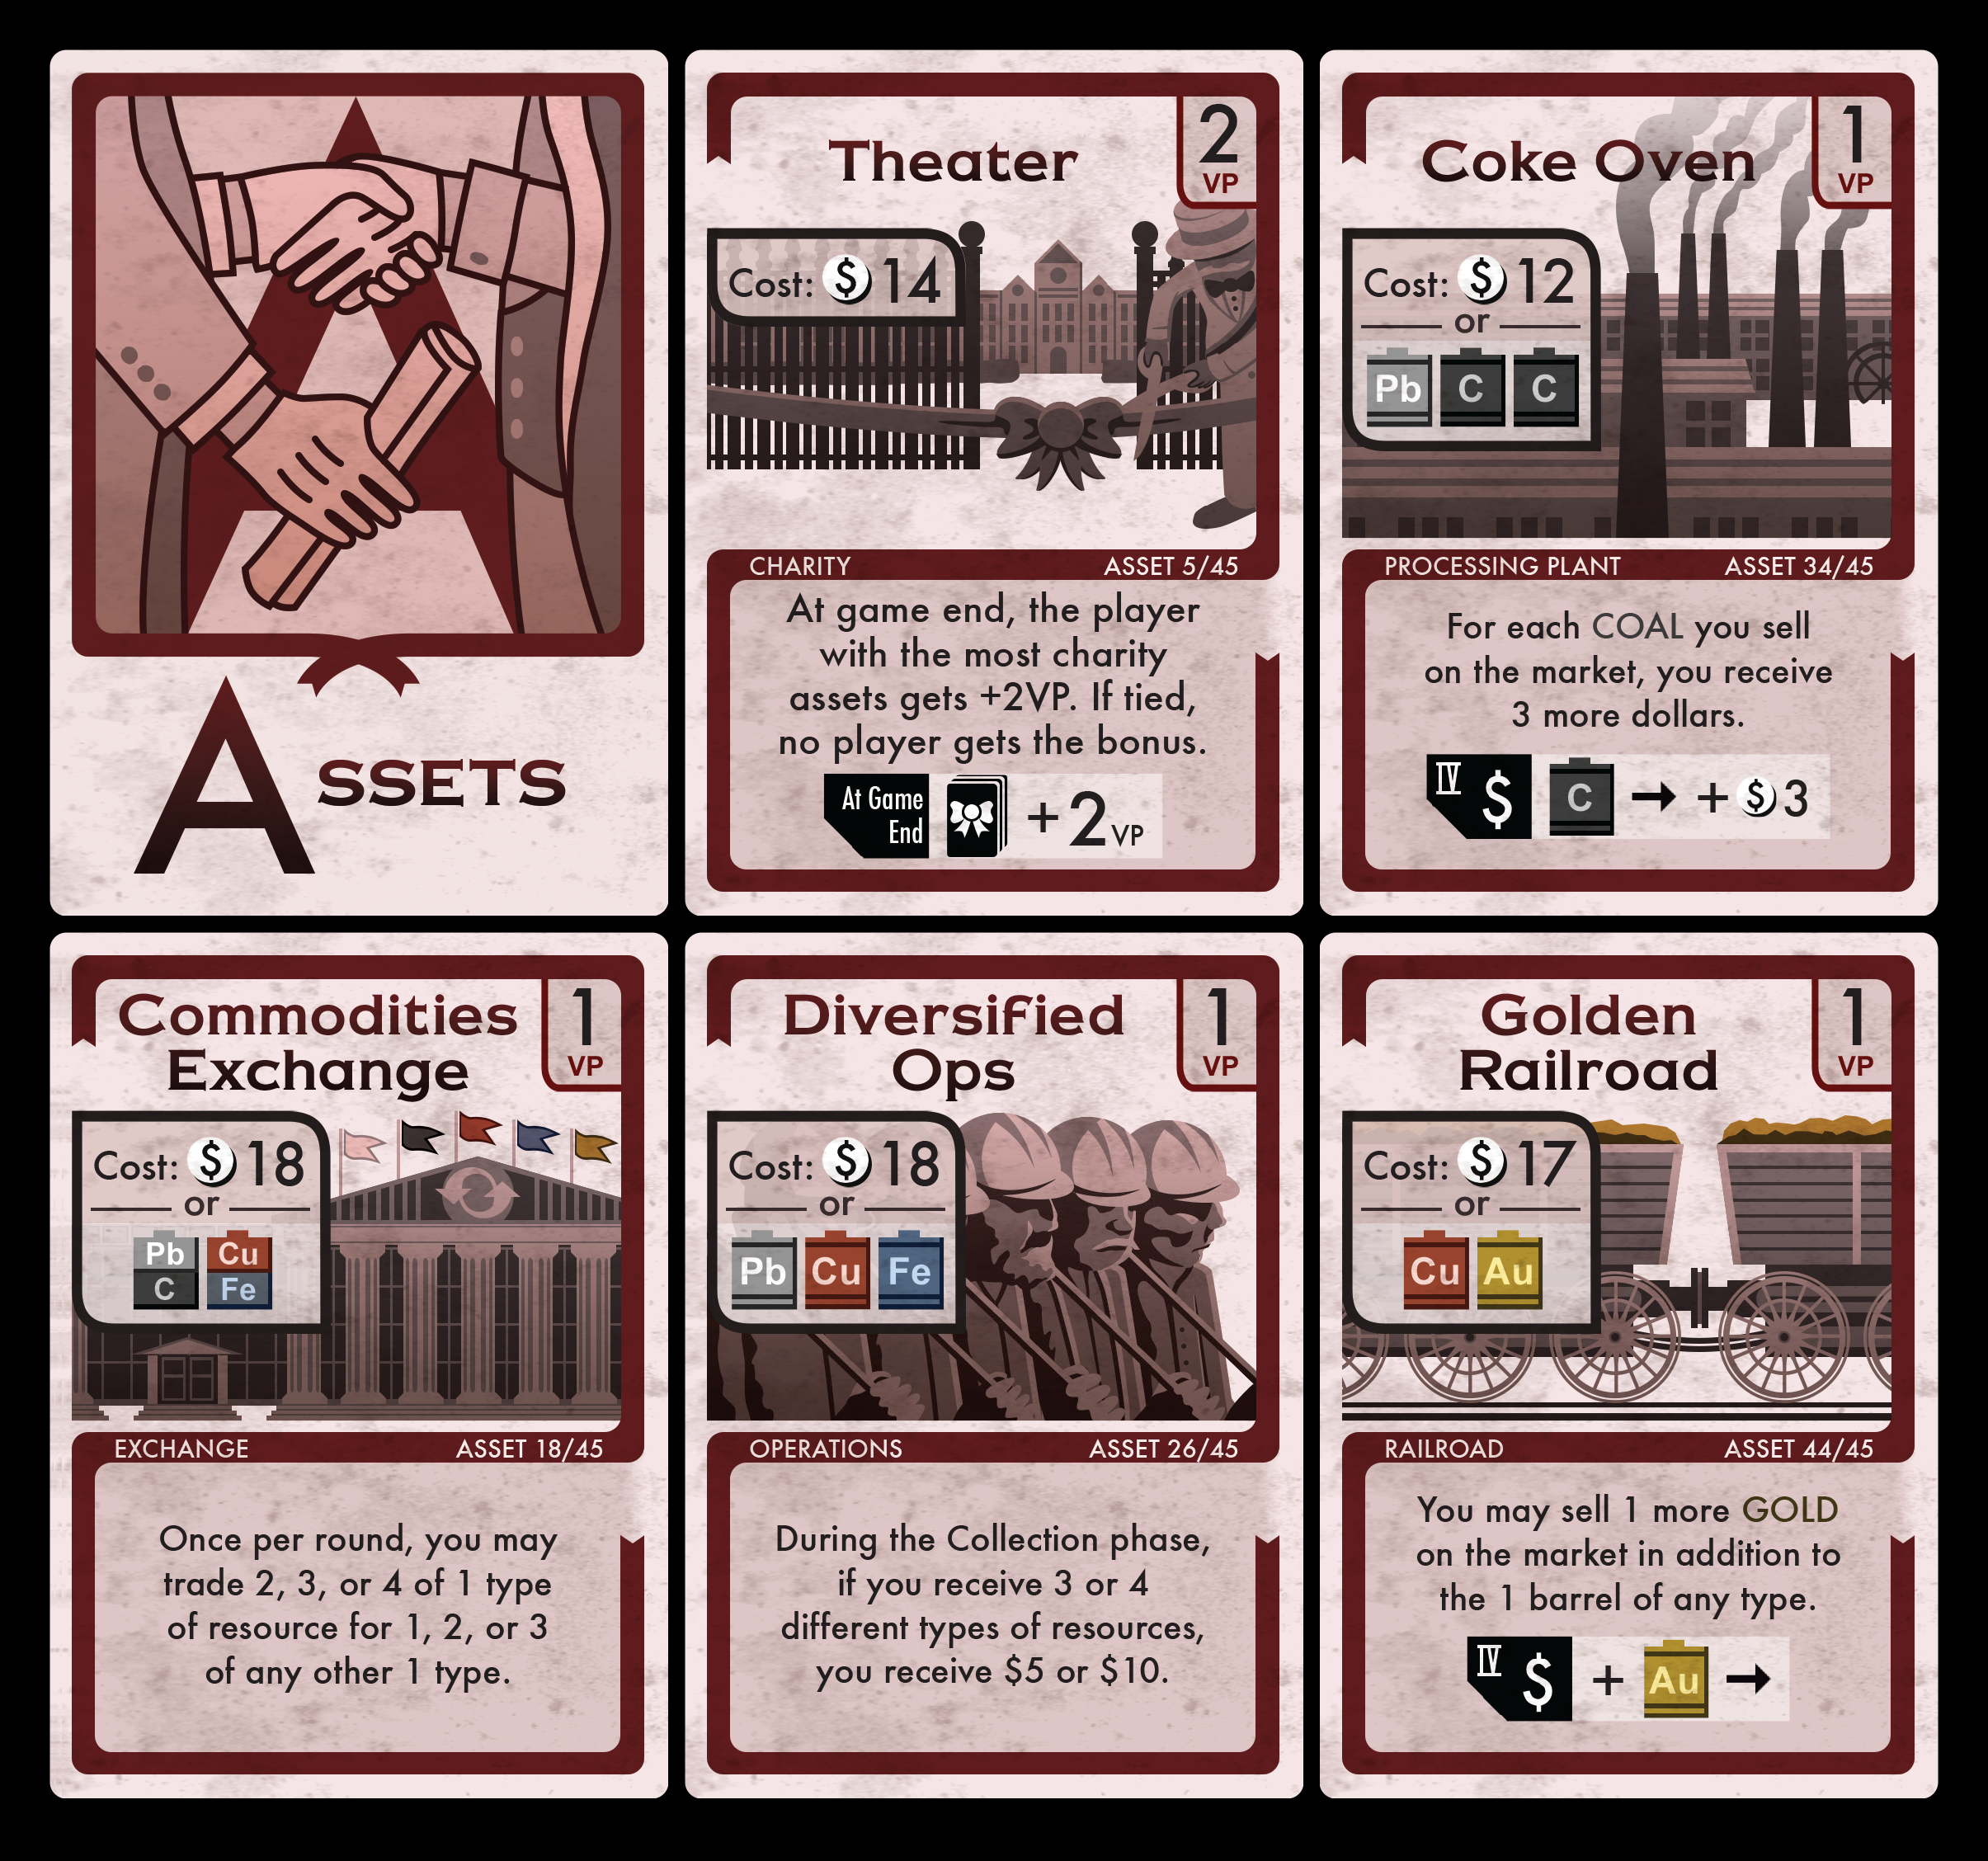 ASSETS
Theater
2
VP
Cost: $ 14
CHARITY ASSET 5/45
At game end, the player
with the most charity
assets gets +2VP. If tied,
no player gets the bonus.
At Game
End
+2 VP
Coke Oven
1
VP
Cost: $ 12
or
Pb C C
PROCESSING PLANT ASSET 34/45
For each COAL you sell
on the market, you receive
3 more dollars.
IV $ C → + $ 3
Commodities
Exchange
1
VP
Cost: $ 18
or
Pb Cu
C Fe
EXCHANGE ASSET 18/45
Once per round, you may
trade 2, 3, or 4 of 1 type
of resource for 1, 2, or 3
of any other 1 type.
Diversified
Ops
1
VP
Cost: $ 18
or
Pb Cu Fe
OPERATIONS ASSET 26/45
During the Collection phase,
if you receive 3 or 4
different types of resources,
you receive $5 or $10.
Golden
Railroad
1
VP
Cost: $ 17
or
Cu Au
RAILROAD ASSET 44/45
You may sell 1 more GOLD
on the market in addition to
the 1 barrel of any type.
IV $ + Au →